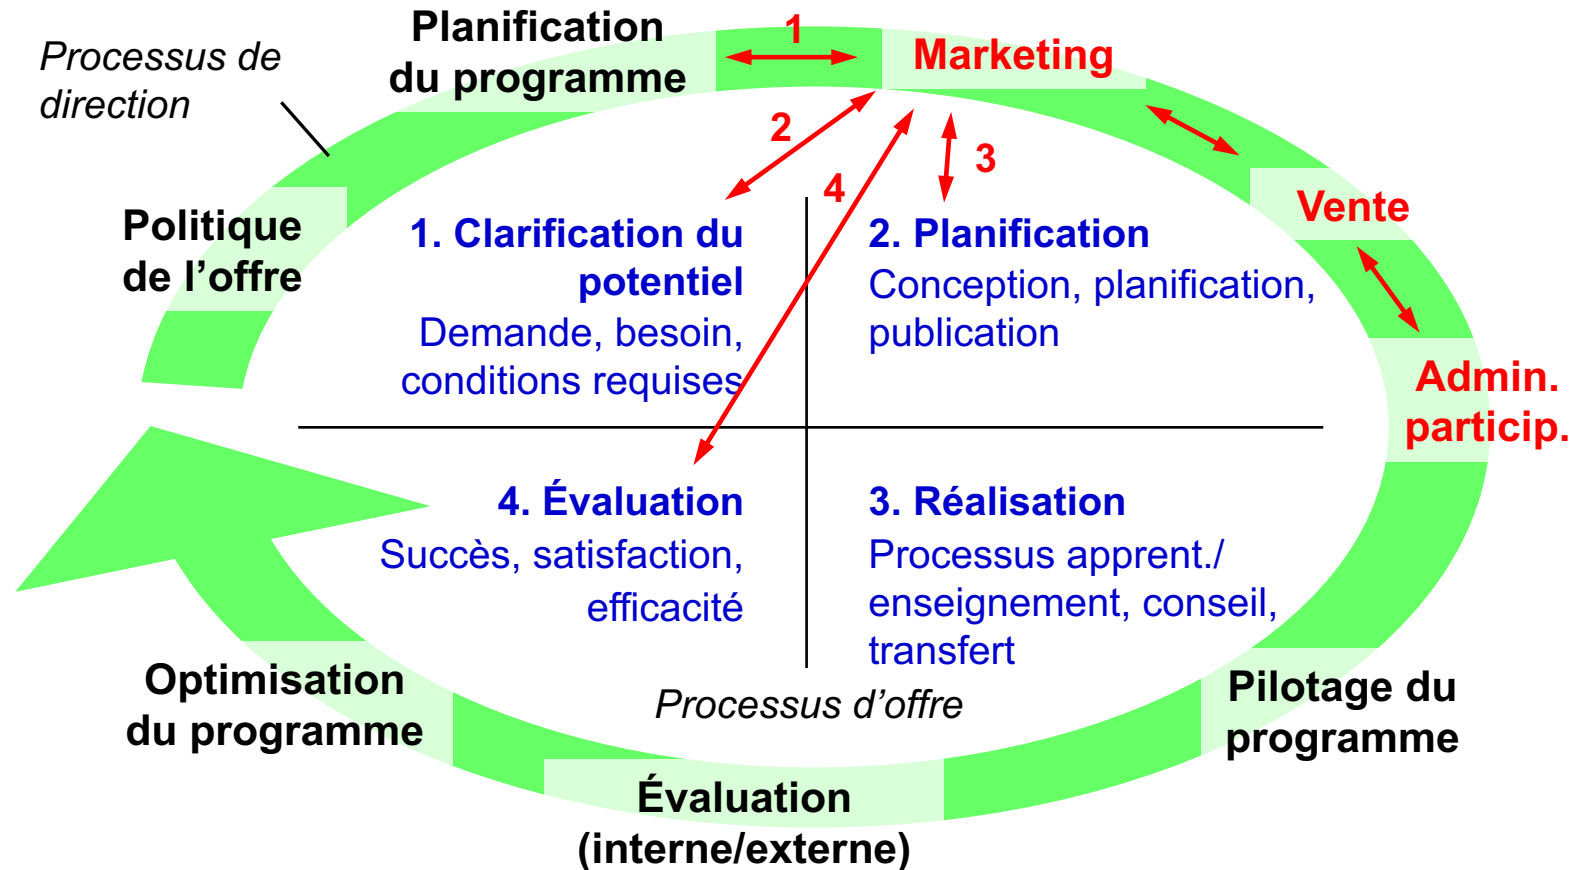 Processus de
direction
Planification
du programme
1
Marketing
2
3
4
Vente
Politique
de l’offre
1. Clarification du
potentiel
Demande, besoin,
conditions requises
2. Planification
Conception, planification,
publication
Admin.
particip.
4. Évaluation
Succès, satisfaction,
efficacité
3. Réalisation
Processus apprent./
enseignement, conseil,
transfert
Processus d’offre
Optimisation
du programme
Pilotage du
programme
Évaluation
(interne/externe)